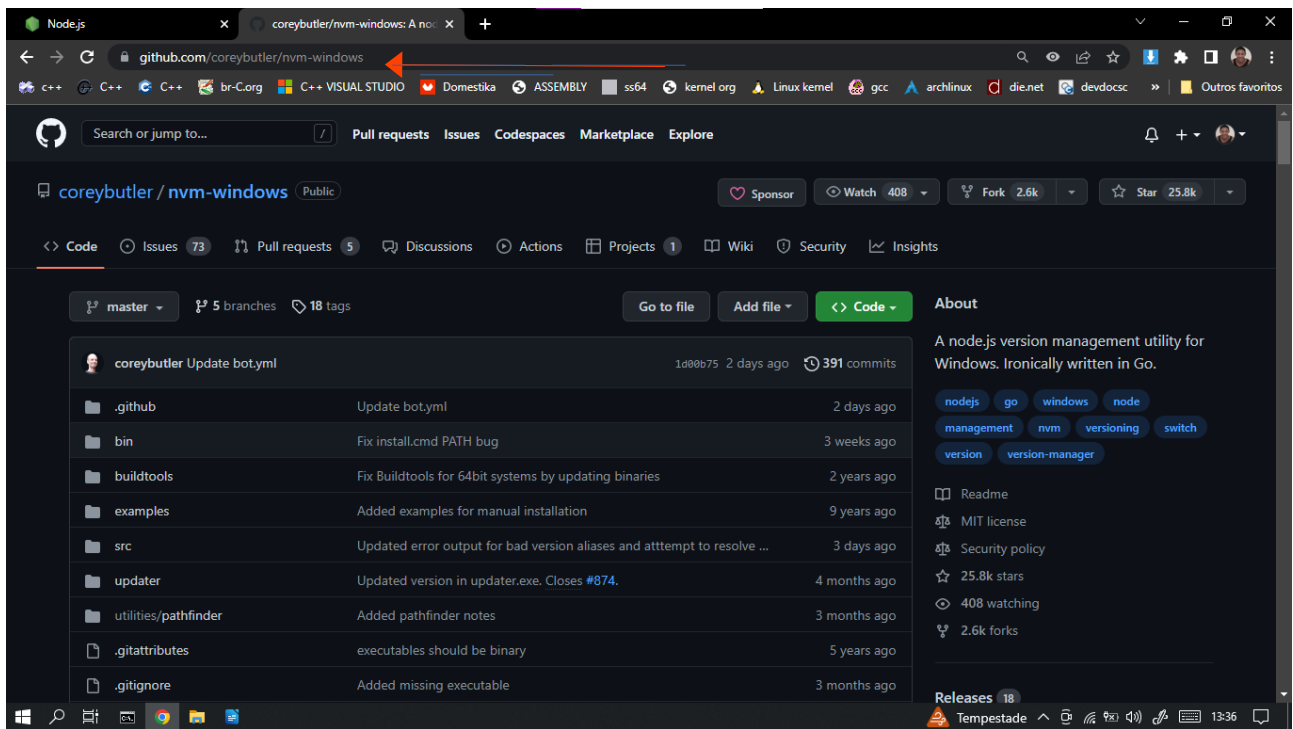 Node.js
coreybutler/nvm-windows: A noc
github.com/coreybutler/nvm-windows
c++ C++ C++ br-C.org C++ VISUAL STUDIO Domestika ASSEMBLY ss64 kernel org Linux kernel gcc archlinux die.net devdocsc » Outros favoritos
Search or jump to... / Pull requests Issues Codespaces Marketplace Explore
coreybutler / nvm-windows Public
Sponsor Watch 408 Fork 2.6k Star 25.8k
Code Issues 73 Pull requests 5 Discussions Actions Projects 1 Wiki Security Insights
master 5 branches 18 tags Go to file Add file Code
coreybutler Update bot.yml 1d00b75 2 days ago 391 commits
.github Update bot.yml 2 days ago
bin Fix install.cmd PATH bug 3 weeks ago
buildtools Fix Buildtools for 64bit systems by updating binaries 2 years ago
examples Added examples for manual installation 9 years ago
src Updated error output for bad version aliases and atttempt to resolve ... 3 days ago
updater Updated version in updater.exe. Closes #874. 4 months ago
utilities/pathfinder Added pathfinder notes 3 months ago
.gitattributes executables should be binary 5 years ago
.gitignore Added missing executable 3 months ago
About
A node.js version management utility for
Windows. Ironically written in Go.
nodejs go windows node
management nvm versioning switch
version version-manager
Readme
MIT license
Security policy
25.8k stars
408 watching
2.6k forks
Releases 18
Tempestade 13:36